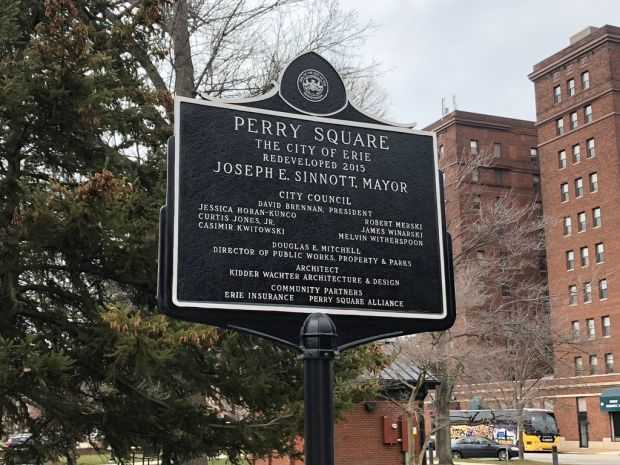 PERRY SQUARE
THE CITY OF ERIE
REDEVELOPED 2015
JOSEPH E. SINNOTT, MAYOR
CITY COUNCIL
DAVID BRENNAN, PRESIDENT
JESSICA HORAN-KUNCO ROBERT MERSKI
CURTIS JONES, JR. JAMES WINARSKI
CASIMIR KWITOWSKI MELVIN WITHERSPOON
DOUGLAS E. MITCHELL
DIRECTOR OF PUBLIC WORKS, PROPERTY & PARKS
ARCHITECT
KIDDER WACHTER ARCHITECTURE & DESIGN
COMMUNITY PARTNERS
ERIE INSURANCE PERRY SQUARE ALLIANCE